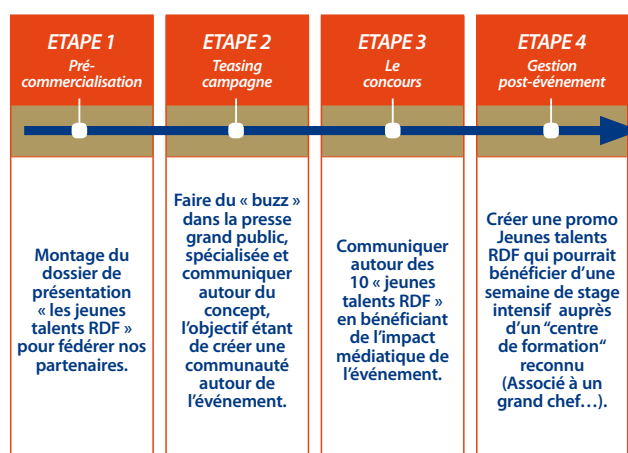 ETAPE 1
Pré-
commercialisation
Montage du
dossier de
présentation
« les jeunes
talents RDF »
pour fédérer nos
partenaires.
ETAPE 2
Teasing
campagne
Faire du « buzz »
dans la presse
grand public,
spécialisée et
communiquer
autour du
concept,
l’objectif étant
de créer une
communauté
autour de
l’événement.
ETAPE 3
Le
concours
Communiquer
autour des
10 « jeunes
talents RDF »
en bénéficiant
de l’impact
médiatique de
l’événement.
ETAPE 4
Gestion
post-événement
Créer une promo
Jeunes talents
RDF qui pourrait
bénéficier d’une
semaine de stage
intensif auprès
d’un “centre
de formation“
reconnu
(Associé à un
grand chef…).